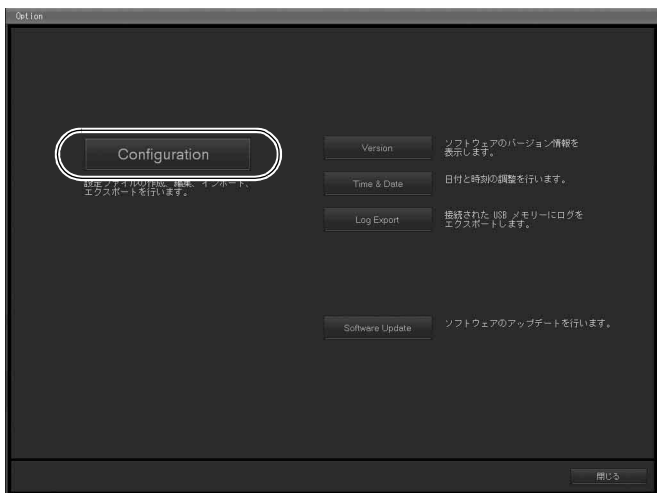 Option
Configuration
設定ファイルの作成、編集、インポート、
エクスポートを行います。
Version
ソフトウェアのバージョン情報を
表示します。
Time & Date
日付と時刻の調整を行います。
Log Export
接続された USB メモリーにログを
エクスポートします。
Software Update
ソフトウェアのアップデートを行います。
閉じる